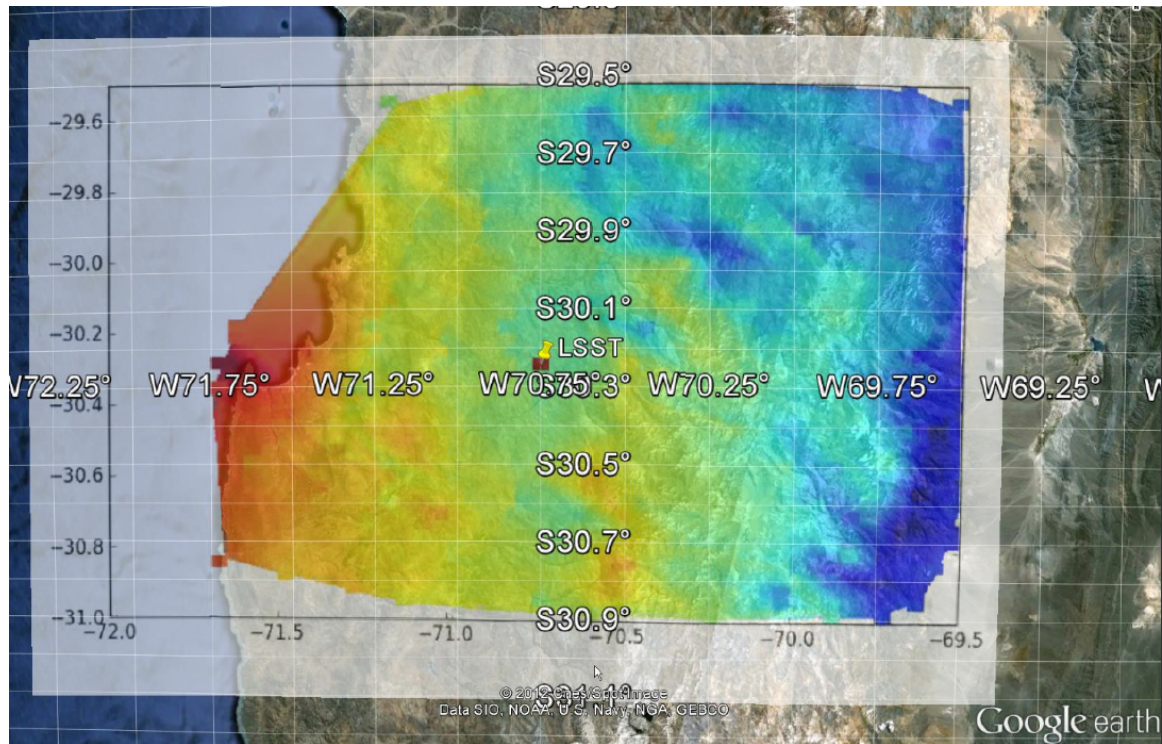 S29.5°
−29.6
S29.7°
−29.8
S29.9°
−30.0
S30.1°
−30.2
LSST
W72.25° W71.75° W71.25° W70.75° W70.25° W69.75° W69.25° W
−30.4
S30.5°
−30.6
S30.7°
−30.8
S30.9°
−31.0
−72.0 −71.5 −71.0 −70.5 −70.0 −69.5
Data SIO, NOAA, U.S. Navy, NGA, GEBCO
Google earth